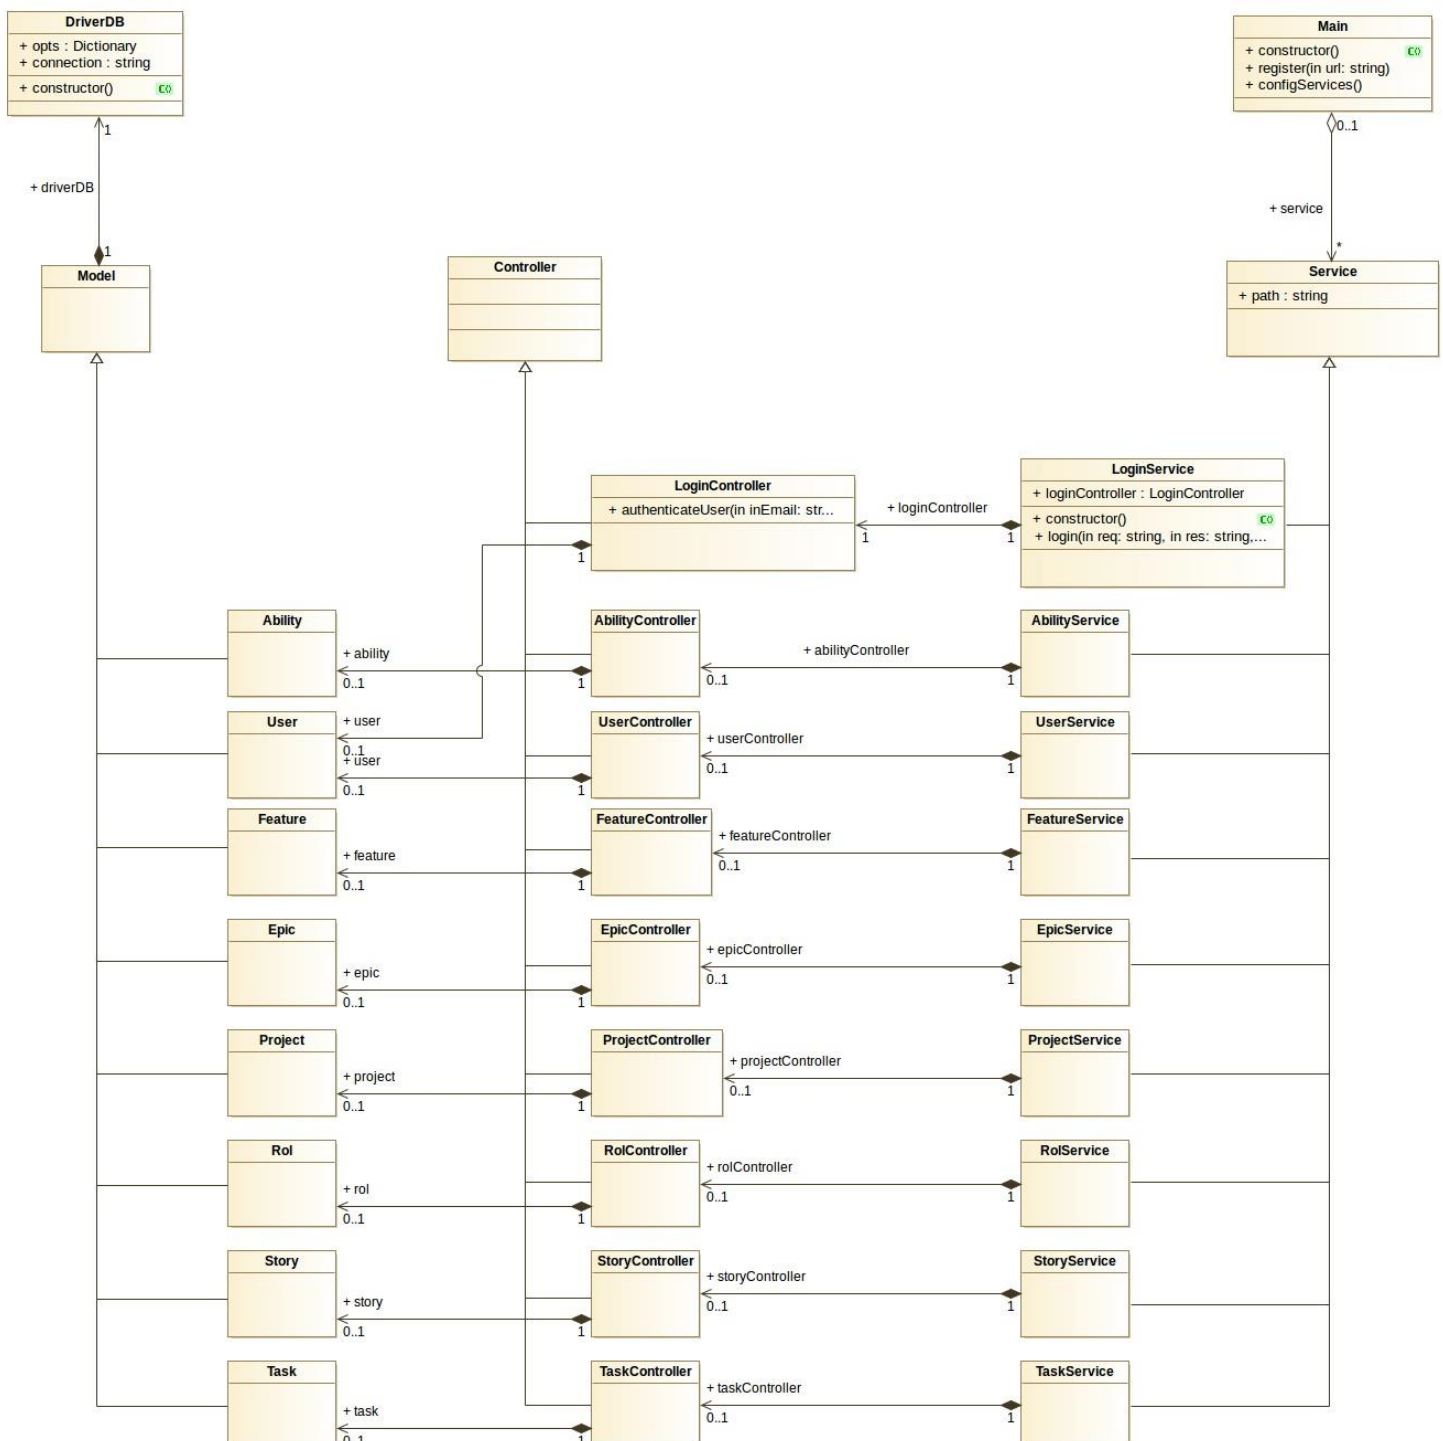 DriverDB
+ opts : Dictionary
+ connection : string
+ constructor()
C()
1
+ driverDB
1
Model
Main
+ constructor()
C()
+ register(in url: string)
+ configServices()
0..1
+ service
*
Service
+ path : string
Controller
LoginController
+ authenticateUser(in inEmail: str...
1
+ loginController
1
1
LoginService
+ loginController : LoginController
+ constructor()
C()
+ login(in req: string, in res: string,...
Ability
+ ability
0..1
1
AbilityController
+ abilityController
0..1
1
AbilityService
User
+ user
0..1
+ user
0..1
1
UserController
+ userController
0..1
1
UserService
Feature
+ feature
0..1
1
FeatureController
+ featureController
0..1
1
FeatureService
Epic
+ epic
0..1
1
EpicController
+ epicController
0..1
1
EpicService
Project
+ project
0..1
1
ProjectController
+ projectController
0..1
1
ProjectService
Rol
+ rol
0..1
1
RolController
+ rolController
0..1
1
RolService
Story
+ story
0..1
1
StoryController
+ storyController
0..1
1
StoryService
Task
+ task
0..1
1
TaskController
+ taskController
0..1
1
TaskService